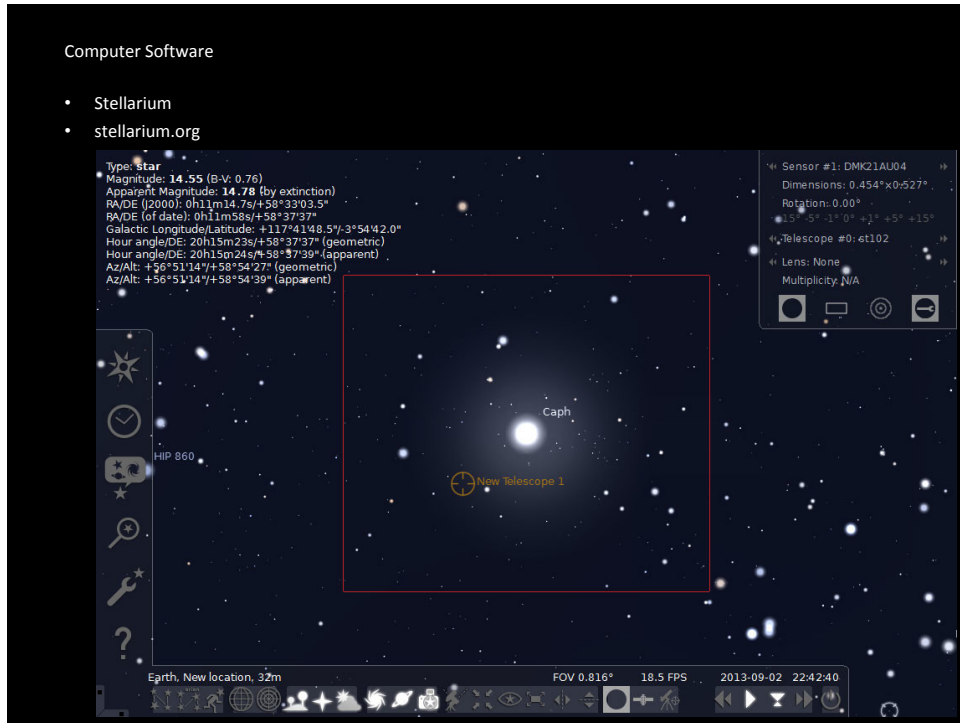 Computer Software
• Stellarium
• stellarium.org
Type: star
Magnitude: 14.55 (B-V: 0.76)
Apparent Magnitude: 14.78 (by extinction)
RA/DE (J2000): 0h11m14.7s/+58°33'03.5"
RA/DE (of date): 0h11m58s/+58°37'37"
Galactic Longitude/Latitude: +117°41'48.5"/-3°54'42.0"
Hour angle/DE: 20h15m23s/+58°37'37" (geometric)
Hour angle/DE: 20h15m24s/+58°37'39" (apparent)
Az/Alt: +56°51'14"/+58°54'27" (geometric)
Az/Alt: +56°51'14"/+58°54'39" (apparent)
Sensor #1: DMK21AU04
Dimensions: 0.454°x0.527°
Rotation: 0.00°
-15° -5° -1° 0° +1° +5° +15°
Telescope #0: st102
Lens: None
Multiplicity: N/A
Caph
HIP 860
New Telescope 1
Earth, New location, 32m
FOV 0.816°
18.5 FPS
2013-09-02 22:42:40